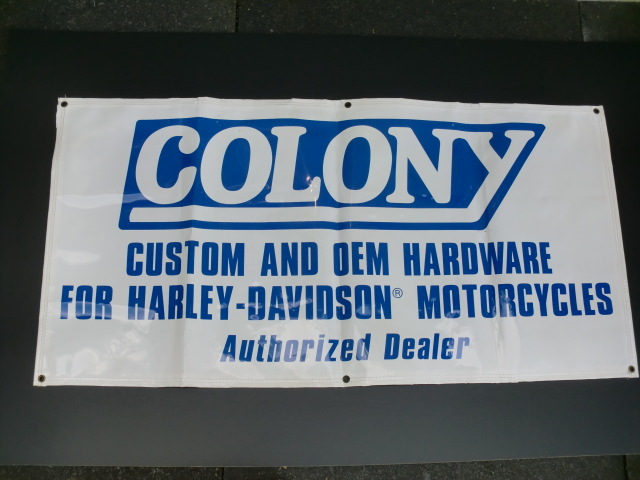 COLONY
CUSTOM AND OEM HARDWARE
FOR HARLEY-DAVIDSON® MOTORCYCLES
Authorized Dealer